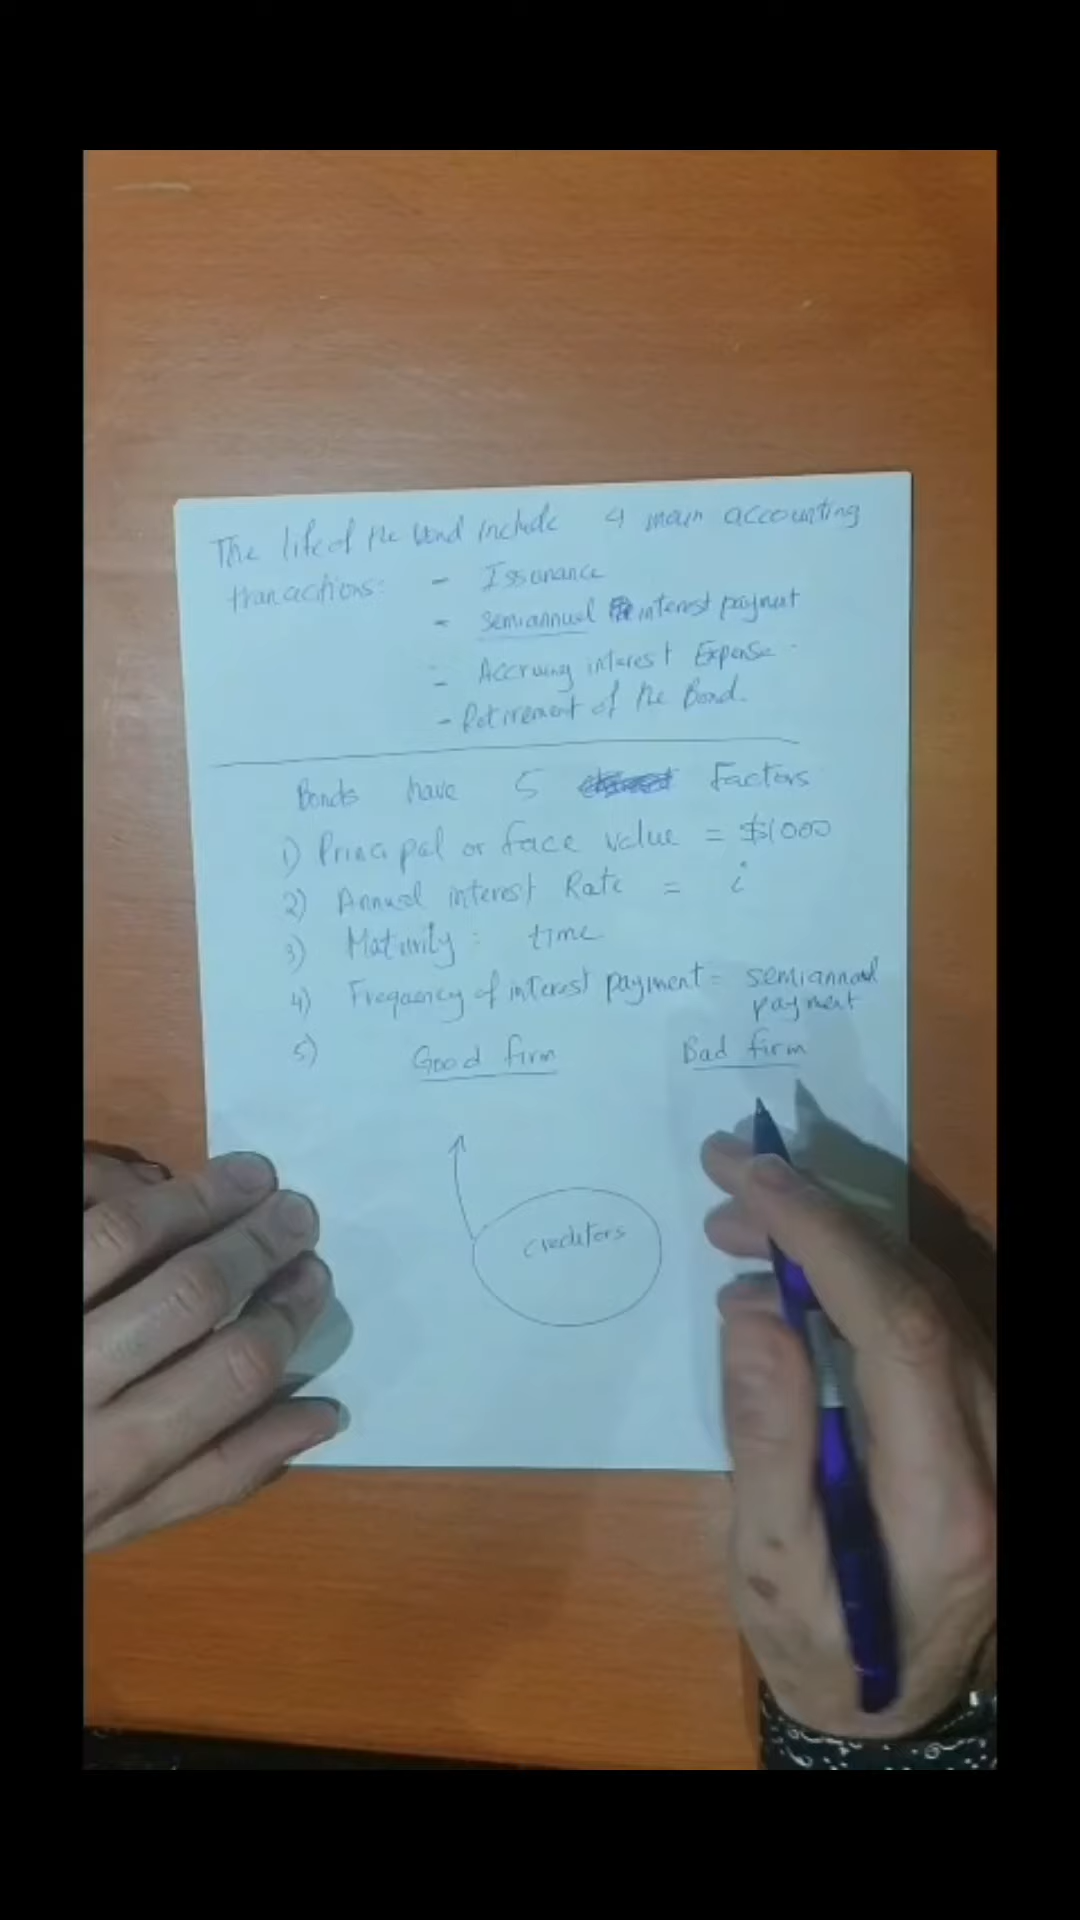 The life of the bond include 4 main accounting
tranactions: - Issuance
- semiannual interest payment
- Accruing interest Expense.
- Retirement of the Bond.
Bonds have 5 Factors
1) Principal or face value = $1000
2) Annual interest Rate = i
3) Maturity: time
4) Frequency of interest payment = semiannual
payment
5) Good firm Bad firm
creditors